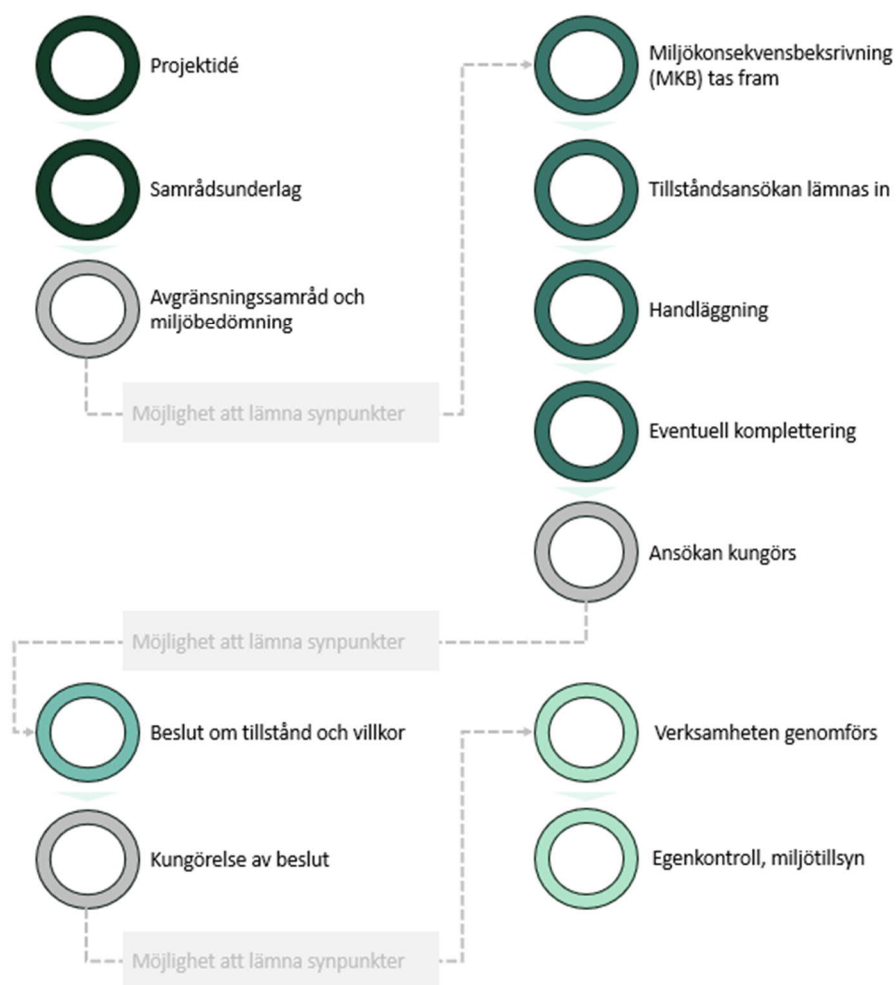 Projektidé
Samrådsunderlag
Avgränsningssamråd och
miljöbedömning
Möjlighet att lämna synpunkter
Miljökonsekvensbeksrivning
(MKB) tas fram
Tillståndsansökan lämnas in
Handläggning
Eventuell komplettering
Ansökan kungörs
Möjlighet att lämna synpunkter
Beslut om tillstånd och villkor
Kungörelse av beslut
Möjlighet att lämna synpunkter
Verksamheten genomförs
Egenkontroll, miljötillsyn